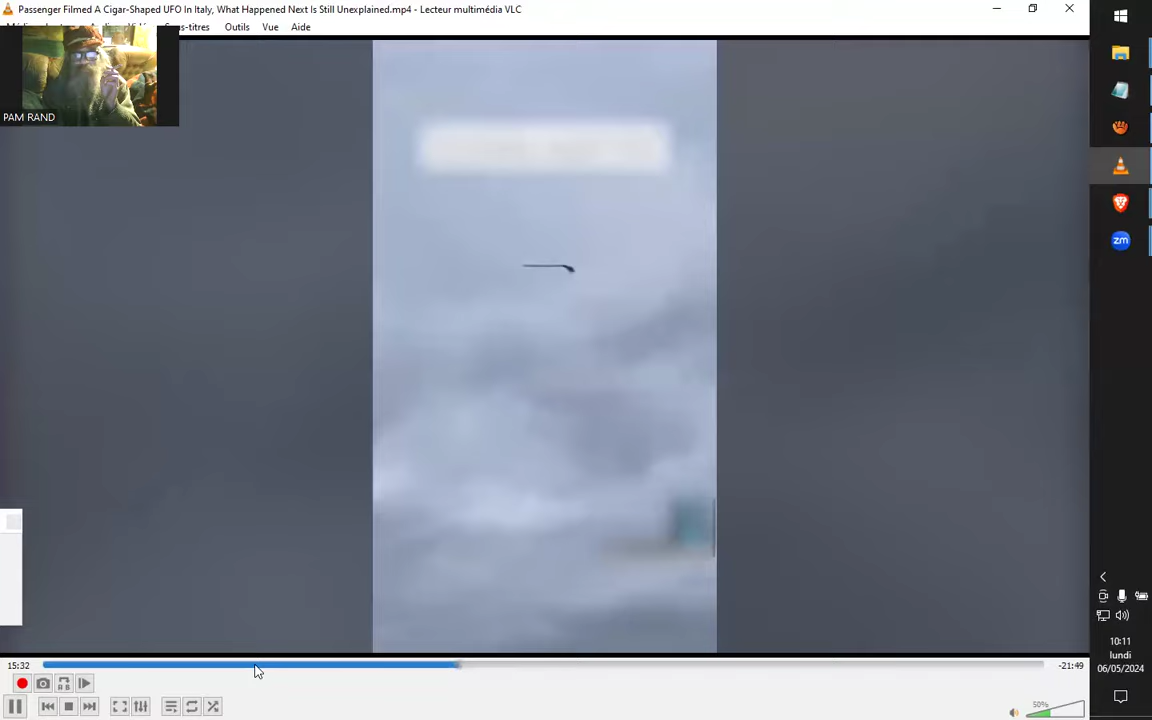 Passenger Filmed A Cigar-Shaped UFO In Italy, What Happened Next Is Still Unexplained.mp4 - Lecteur multimédia VLC
Outils Vue Aide
PAM RAND
zm
15:32
-21:49
50%
10:11
lundi
06/05/2024